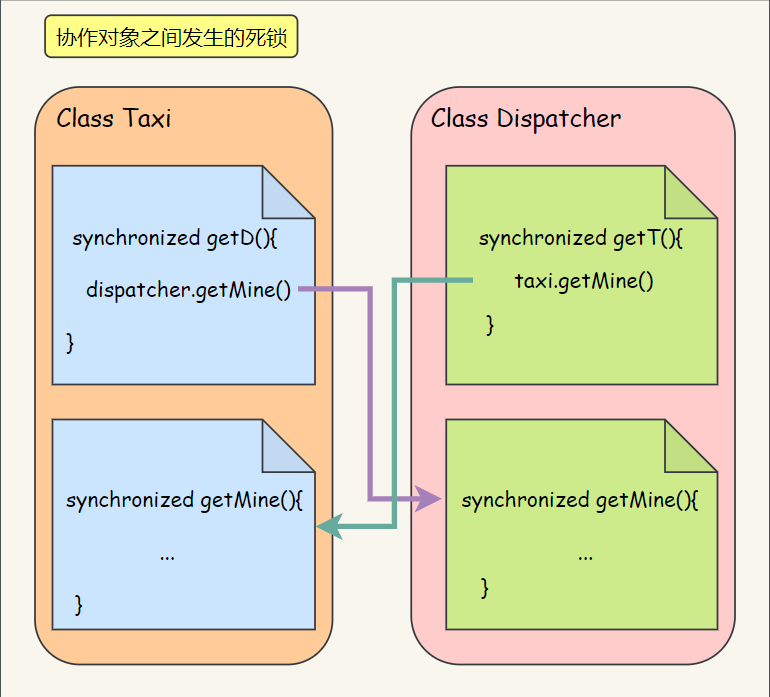 协作对象之间发生的死锁
Class Taxi
synchronized getD(){
dispatcher.getMine()
}
synchronized getMine(){
...
}
Class Dispatcher
synchronized getT(){
taxi.getMine()
}
synchronized getMine(){
...
}